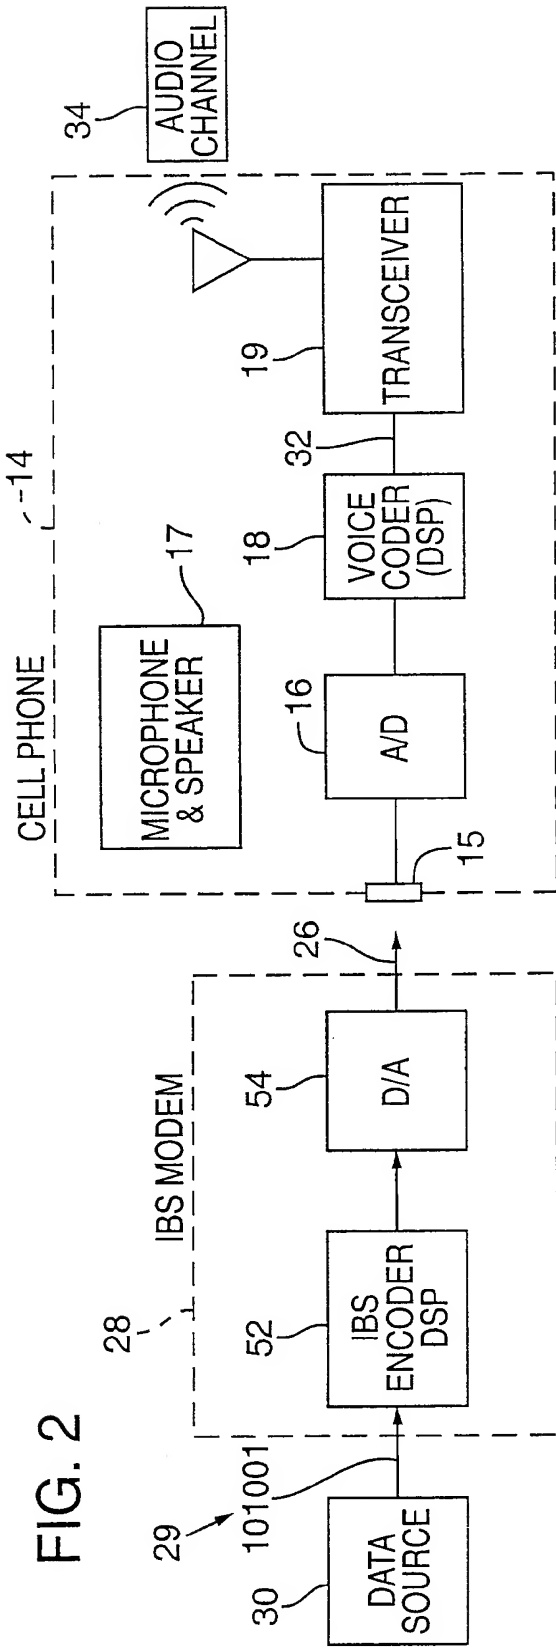 FIG. 2
34
AUDIO
CHANNEL
CELL PHONE
14
MICROPHONE
& SPEAKER
17
15
A/D
16
VOICE
CODER
(DSP)
18
32
TRANSCEIVER
19
IBS MODEM
28
IBS
ENCODER
DSP
52
D/A
54
26
DATA
SOURCE
30
29
101001